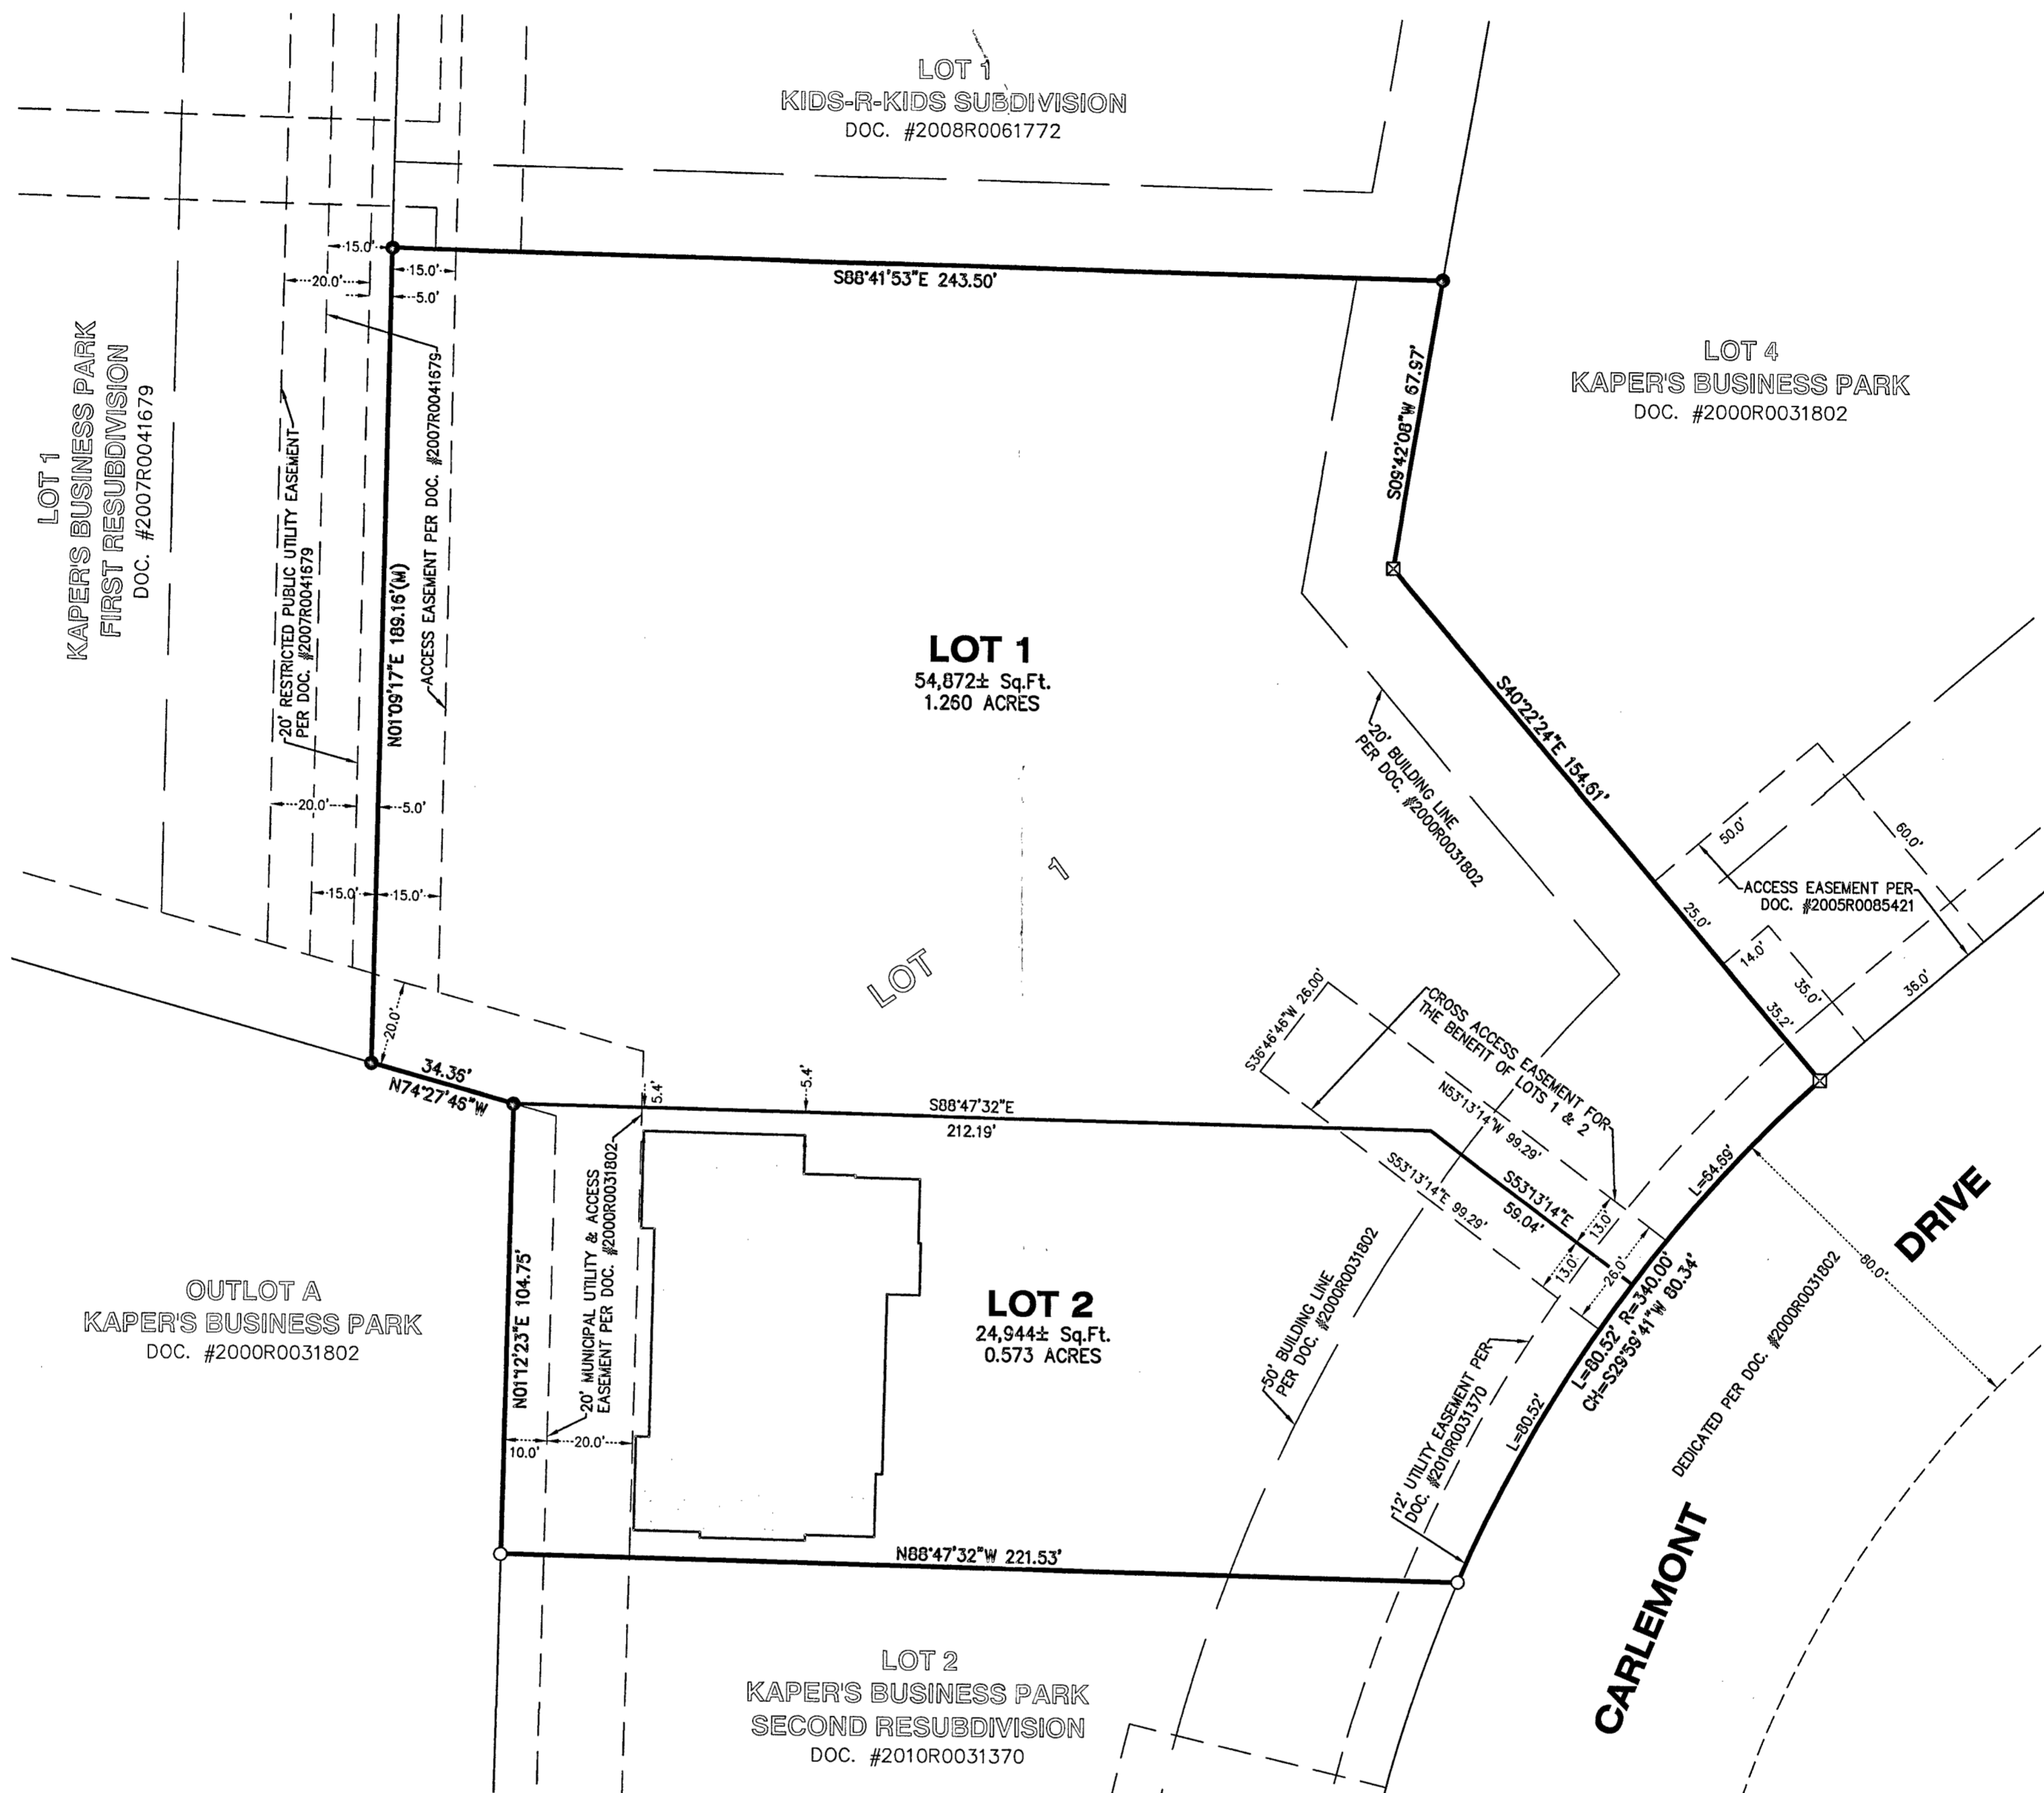 LOT 1
KIDS-R-KIDS SUBDIVISION
DOC. #2008R0061772
15.0'
15.0'
20.0'
5.0'
S88°41'53"E 243.50'
LOT 1
KAPER'S BUSINESS PARK
FIRST RESUBDIVISION
DOC. #2007R0041679
20' RESTRICTED PUBLIC UTILITY EASEMENT
PER DOC. #2007R0041679
N01°09'17"E 189.16'(M)
ACCESS EASEMENT PER DOC. #2007R0041679
S09°42'08"W 67.97'
LOT 4
KAPER'S BUSINESS PARK
DOC. #2000R0031802
LOT 1
54,872± Sq.Ft.
1.260 ACRES
S40°22'24"E 154.61'
20' BUILDING LINE
PER DOC. #2000R0031802
20.0'
5.0'
15.0'
15.0'
50.0'
60.0'
ACCESS EASEMENT PER
DOC. #2005R0085421
25.0'
14.0'
35.0'
36.0'
35.2'
LOT 1
20.0'
34.36'
N74°27'46"W
5.4'
5.4'
S88°47'32"E
212.19'
S36°46'46"W 26.00'
CROSS ACCESS EASEMENT FOR
THE BENEFIT OF LOTS 1 & 2
N53°13'14"W 99.29'
S53°13'14"E 99.29'
S53°13'14"E
59.04'
13.0'
13.0'
26.0'
L=64.69'
L=80.52' R=340.00'
CH=S29°59'41"W 80.34'
L=80.52'
80.0'
DRIVE
DEDICATED PER DOC. #2000R0031802
CARLEMONT
OUTLOT A
KAPER'S BUSINESS PARK
DOC. #2000R0031802
N01°12'23"E 104.75'
20' MUNICIPAL UTILITY & ACCESS
EASEMENT PER DOC. #2000R0031802
10.0'
20.0'
LOT 2
24,944± Sq.Ft.
0.573 ACRES
50' BUILDING LINE
PER DOC. #2000R0031802
12' UTILITY EASEMENT PER
DOC. #2010R0031370
N88°47'32"W 221.53'
LOT 2
KAPER'S BUSINESS PARK
SECOND RESUBDIVISION
DOC. #2010R0031370